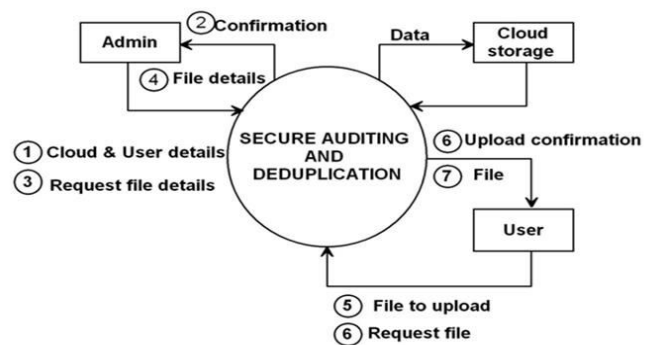 ② Confirmation
Admin
④ File details
Data
Cloud
storage
① Cloud & User details
③ Request file details
SECURE AUDITING
AND
DEDUPLICATION
⑥ Upload confirmation
⑦ File
User
⑤ File to upload
⑥ Request file